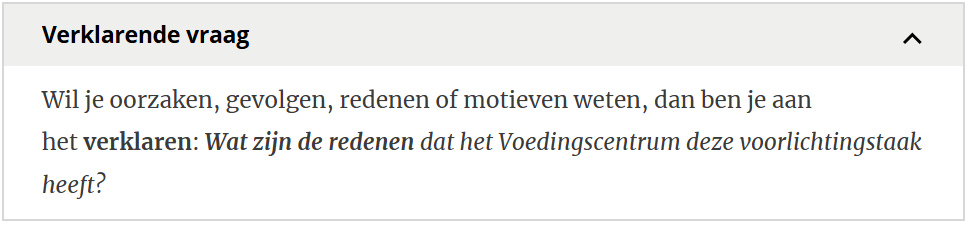 Verklarende vraag
Wil je oorzaken, gevolgen, redenen of motieven weten, dan ben je aan
het verklaren: Wat zijn de redenen dat het Voedingscentrum deze voorlichtingstaak
heeft?